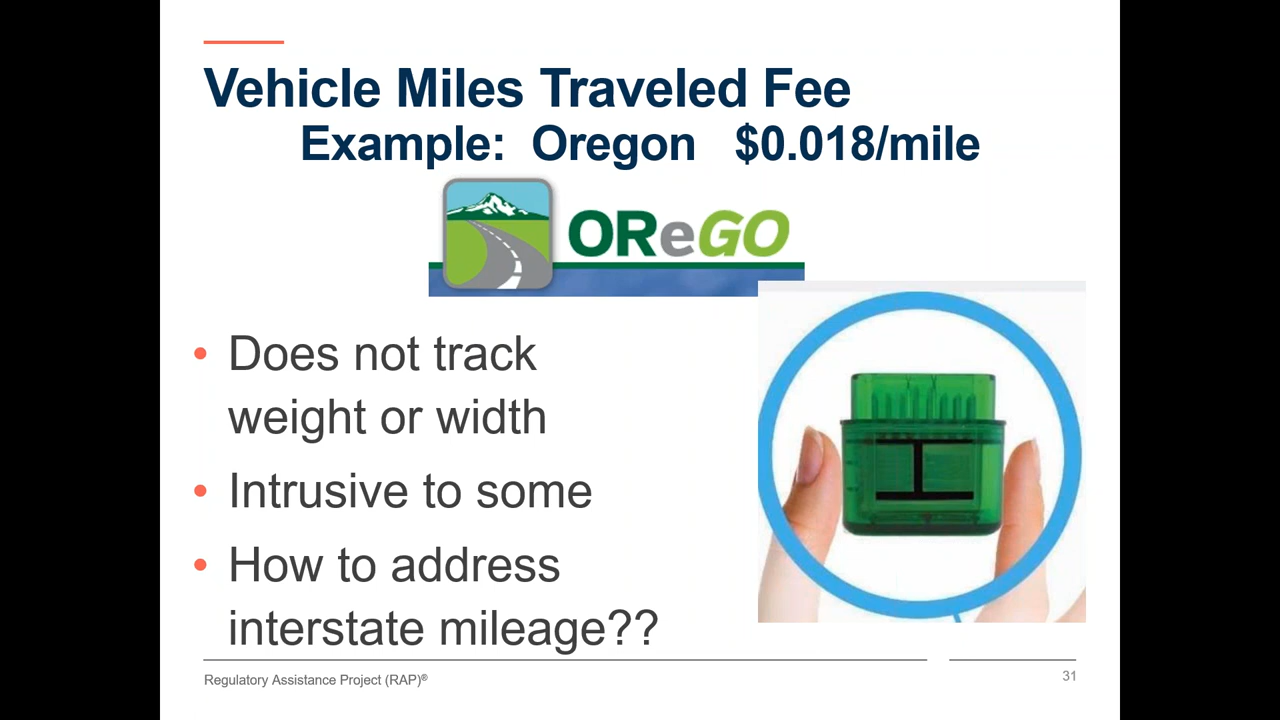 Vehicle Miles Traveled Fee
Example: Oregon $0.018/mile
OReGO
• Does not track
weight or width
• Intrusive to some
• How to address
interstate mileage??
Regulatory Assistance Project (RAP)®
31